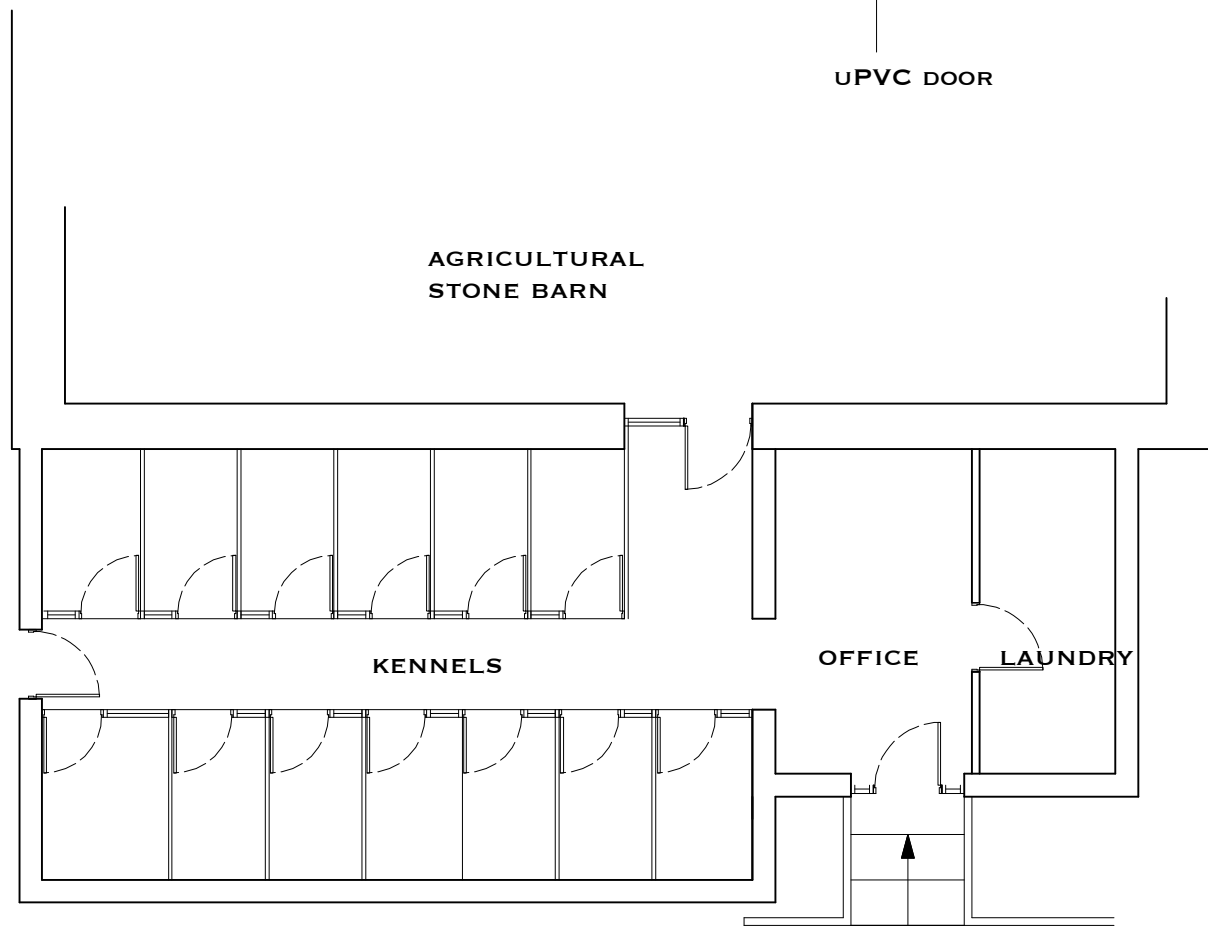 uPVC DOOR
AGRICULTURAL
STONE BARN
KENNELS
OFFICE
LAUNDRY